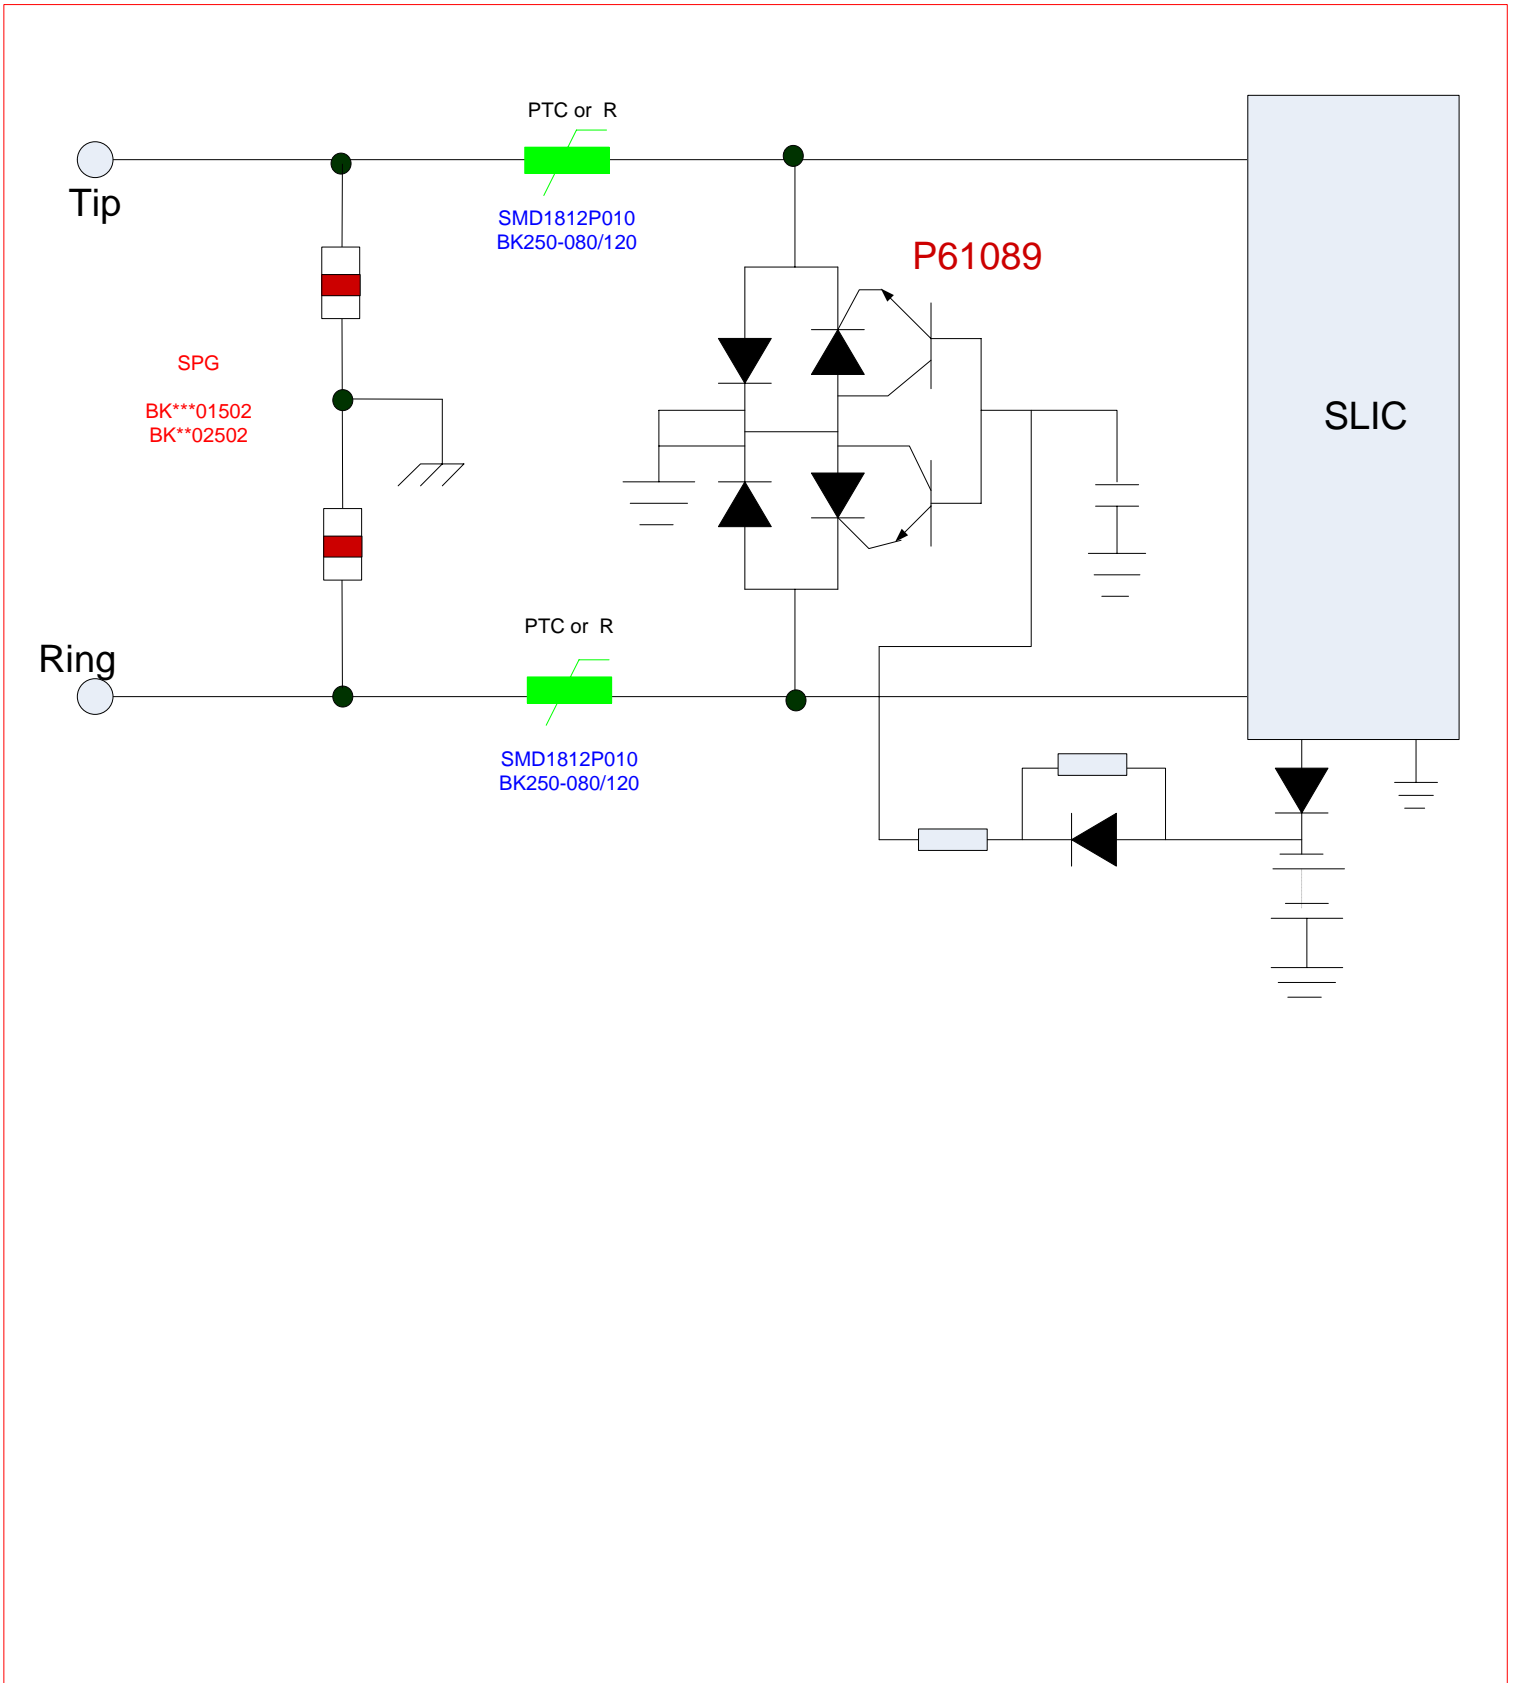 PTC or R
Tip
SMD1812P010
BK250-080/120
P61089
SPG
BK***01502
BK**02502
SLIC
PTC or R
Ring
SMD1812P010
BK250-080/120